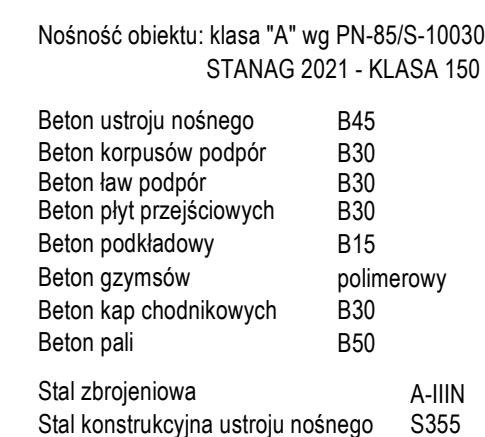 Nośność obiektu: klasa "A" wg PN-85/S-10030
STANAG 2021 - KLASA 150
Beton ustroju nośnego B45
Beton korpusów podpór B30
Beton ław podpór B30
Beton płyt przejściowych B30
Beton podkładowy B15
Beton gzymsów polimerowy
Beton kap chodnikowych B30
Beton pali B50
Stal zbrojeniowa A-IIIN
Stal konstrukcyjna ustroju nośnego S355